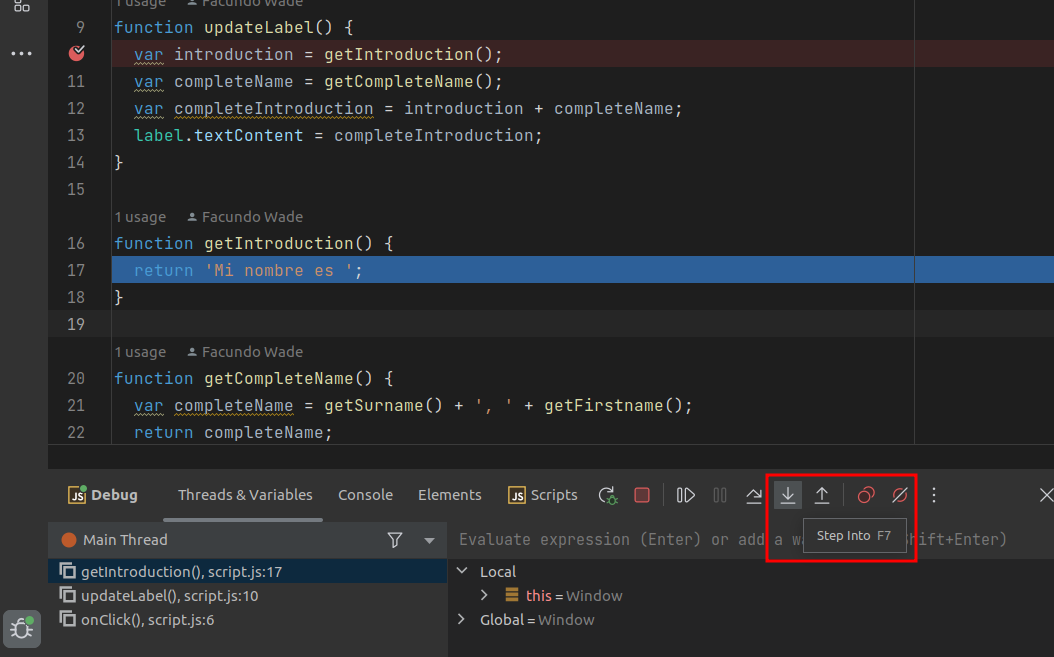 1 usage Facundo Wade
9 function updateLabel() {
var introduction = getIntroduction();
11 var completeName = getCompleteName();
12 var completeIntroduction = introduction + completeName;
13 label.textContent = completeIntroduction;
14 }
15
1 usage Facundo Wade
16 function getIntroduction() {
17 return 'Mi nombre es ';
18 }
19
1 usage Facundo Wade
20 function getCompleteName() {
21 var completeName = getSurname() + ', ' + getFirstname();
22 return completeName;
JS Debug Threads & Variables Console Elements JS Scripts
Main Thread Evaluate expression (Enter) or add a wa
Step Into F7
hift+Enter)
getIntroduction(), script.js:17 Local
updateLabel(), script.js:10 this = Window
onClick(), script.js:6 Global = Window